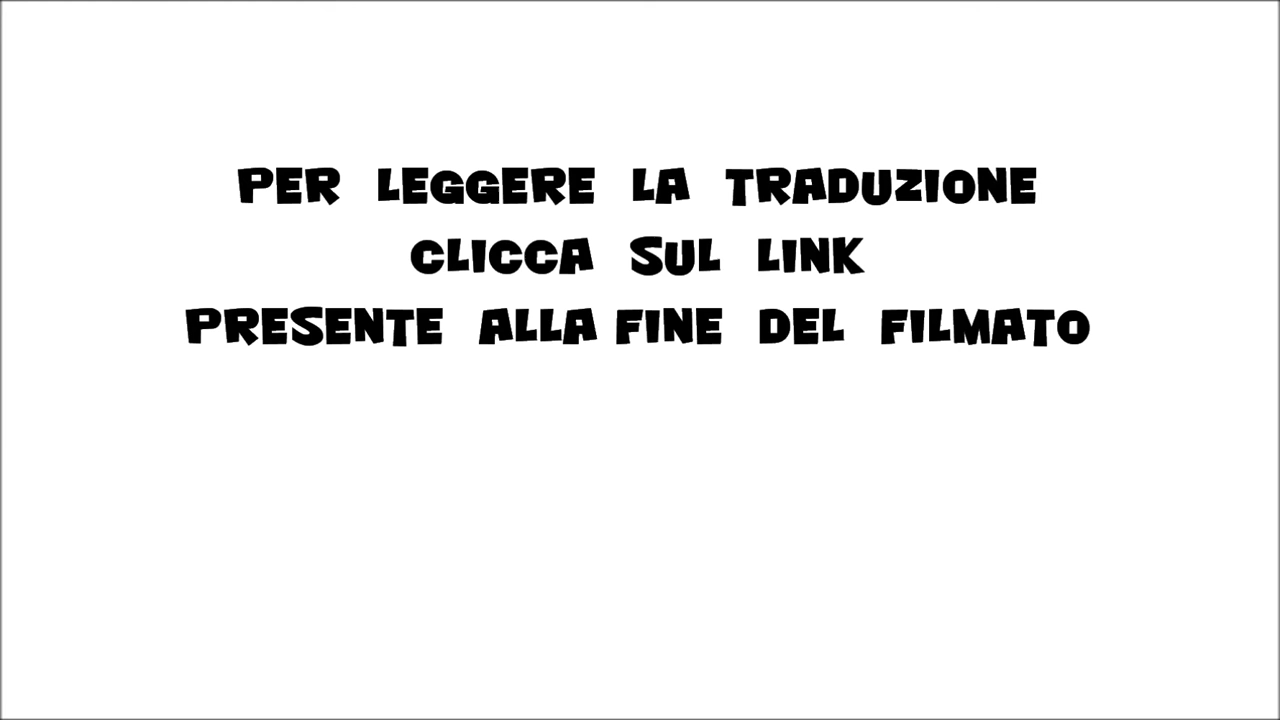 PER LEGGERE LA TRADUZIONE
CLICCA SUL LINK
PRESENTE ALLA FINE DEL FILMATO